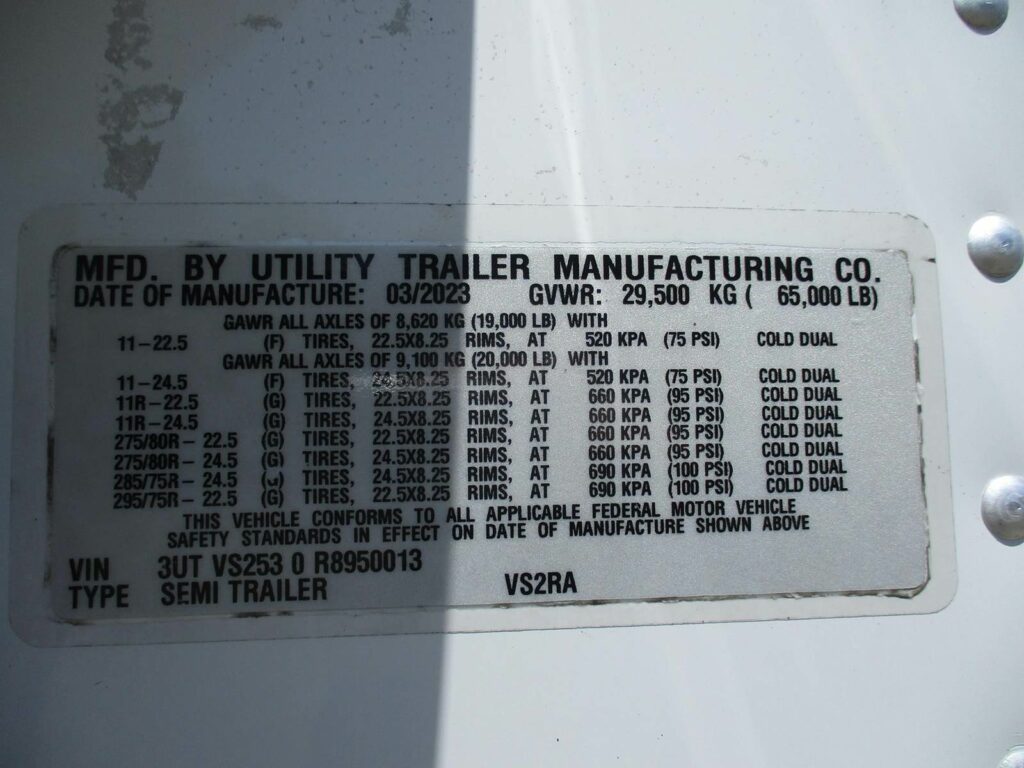 MFD. BY UTILITY TRAILER MANUFACTURING CO.
DATE OF MANUFACTURE: 03/2023 GVWR: 29,500 KG ( 65,000 LB)
GAWR ALL AXLES OF 8,620 KG (19,000 LB) WITH
11-22.5 (F) TIRES, 22.5X8.25 RIMS, AT 520 KPA (75 PSI) COLD DUAL
GAWR ALL AXLES OF 9,100 KG (20,000 LB) WITH
11-24.5 (F) TIRES, 24.5X8.25 RIMS, AT 520 KPA (75 PSI) COLD DUAL
11R-22.5 (G) TIRES, 22.5X8.25 RIMS, AT 660 KPA (95 PSI) COLD DUAL
11R-24.5 (G) TIRES, 24.5X8.25 RIMS, AT 660 KPA (95 PSI) COLD DUAL
275/80R-22.5 (G) TIRES, 22.5X8.25 RIMS, AT 660 KPA (95 PSI) COLD DUAL
275/80R-24.5 (G) TIRES, 24.5X8.25 RIMS, AT 660 KPA (95 PSI) COLD DUAL
285/75R-24.5 TIRES, 24.5X8.25 RIMS, AT 690 KPA (100 PSI) COLD DUAL
295/75R-22.5 (G) TIRES, 22.5X8.25 RIMS, AT 690 KPA (100 PSI) COLD DUAL
THIS VEHICLE CONFORMS TO ALL APPLICABLE FEDERAL MOTOR VEHICLE
SAFETY STANDARDS IN EFFECT ON DATE OF MANUFACTURE SHOWN ABOVE
VIN 3UT VS253 0 R8950013
TYPE SEMI TRAILER VS2RA